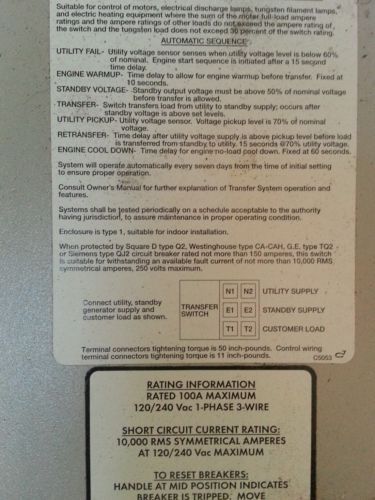 Suitable for control of motors, electrical discharge lamps, tungsten filament lamps,
and electric heating equipment where the sum of the motor full-load ampere
ratings and the ampere ratings of other loads do not exceed the ampere rating of
the switch and the tungsten load does not exceed 30 percent of the switch rating.
AUTOMATIC SEQUENCE
UTILITY FAIL- Utility voltage sensor senses when utility voltage level is below 60%
of nominal. Engine start sequence is initiated after a 15 second
time delay.
ENGINE WARMUP- Time delay to allow for engine warmup before transfer. Fixed at
10 seconds.
STANDBY VOLTAGE- Standby output voltage must be above 50% of nominal voltage
before transfer is allowed.
TRANSFER- Switch transfers load from utility to standby supply; occurs after
standby voltage is above set levels.
UTILITY PICKUP- Utility voltage sensor. Voltage pickup level is 70% of nominal
voltage.
RETRANSFER- Time delay after utility voltage supply is above pickup level before load
is transferred from standby to utility. 15 seconds @70% utility voltage.
ENGINE COOL DOWN- Time delay for engine no-load cool down. Fixed at 60 seconds.
System will operate automatically every seven days from the time of initial setting
to ensure proper operation.
Consult Owner's Manual for further explanation of Transfer System operation and
features.
Systems shall be tested periodically on a schedule acceptable to the authority
having jurisdiction, to assure maintenance in proper operating condition.
Enclosure is type 1, suitable for indoor installation.
When protected by Square D type Q2, Westinghouse type CA-CAH, G.E. type TQ2
or Siemens type QJ2 circuit breaker rated not more than 150 amperes, this switch
is suitable for withstanding an available fault current of not more than 10,000 RMS
symmetrical amperes, 250 volts maximum.
Connect utility, standby
generator supply and
customer load as shown.
TRANSFER
SWITCH
N1 N2 UTILITY SUPPLY
E1 E2 STANDBY SUPPLY
T1 T2 CUSTOMER LOAD
Terminal connectors tightening torque is 50 inch-pounds. Control wiring
terminal connectors tightening torque is 11 inch-pounds.
C5053
RATING INFORMATION
RATED 100A MAXIMUM
120/240 Vac 1-PHASE 3-WIRE
SHORT CIRCUIT CURRENT RATING:
10,000 RMS SYMMETRICAL AMPERES
AT 120/240 Vac MAXIMUM
TO RESET BREAKERS:
HANDLE AT MID POSITION INDICATES
BREAKER IS TRIPPED. MOVE